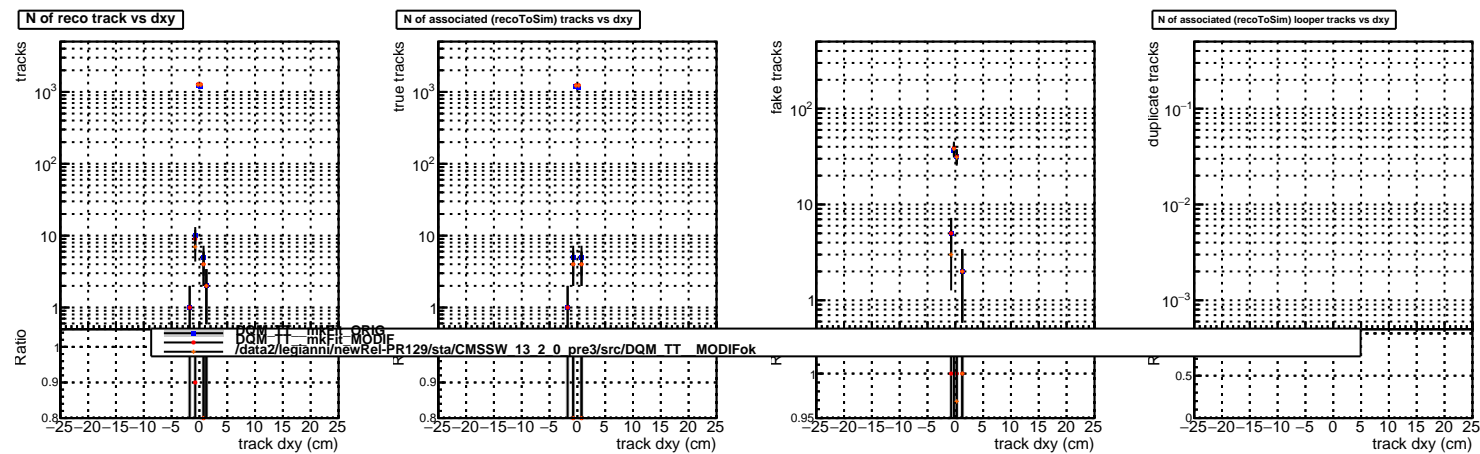 N of reco track vs dxy
N of associated (recoToSim) tracks vs dxy
N of associated (recoToSim) looper tracks vs dxy
tracks
10³
10²
10
1
Ratio
1
0.9
0.8
−25 −20 −15 −10 −5 0 5 10 15 20 25
track dxy (cm)
true tracks
10³
10²
10
1
0.9
0.8
−25 −20 −15 −10 −5 0 5 10 15 20 25
track dxy (cm)
fake tracks
10²
10
1
1
0.95
−25 −20 −15 −10 −5 0 5 10 15 20 25
track dxy (cm)
duplicate tracks
10⁻¹
10⁻²
10⁻³
0.5
0
−25 −20 −15 −10 −5 0 5 10 15 20 25
track dxy (cm)
DQM_TT__mkFit_ORIG
DQM_TT__mkFit_MODIF
/data2/legianni/newRel-PR129/sta/CMSSW_13_2_0_pre3/src/DQM_TT__MODIFok